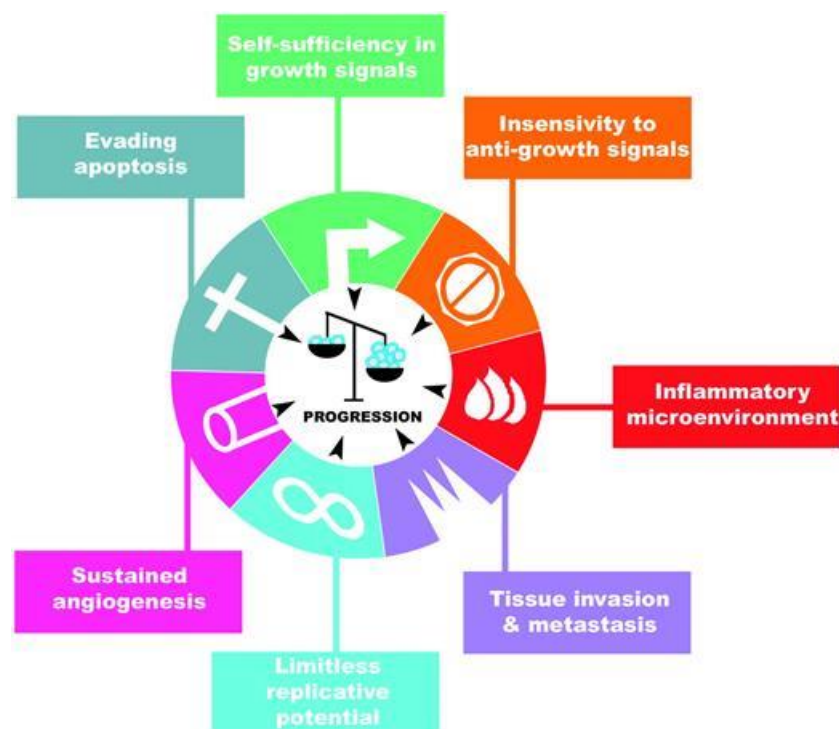 Self-sufficiency in
growth signals
Insensivity to
anti-growth signals
Evading
apoptosis
Inflammatory
microenvironment
PROGRESSION
Sustained
angiogenesis
Tissue invasion
& metastasis
Limitless
replicative
potential